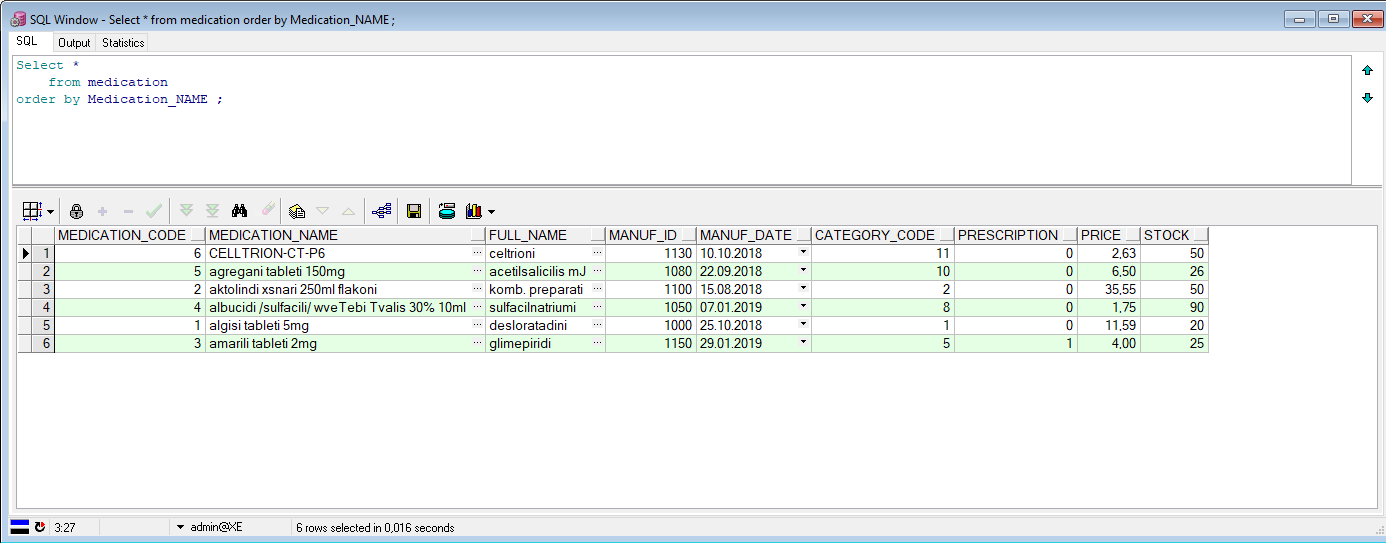 SQL Window - Select * from medication order by Medication_NAME ;
SQL Output Statistics
Select *
from medication
order by Medication_NAME ;
MEDICATION_CODE MEDICATION_NAME FULL_NAME MANUF_ID MANUF_DATE CATEGORY_CODE PRESCRIPTION PRICE STOCK
1 6 CELLTRION-CT-P6 ... celtrioni ... 1130 10.10.2018 11 0 2,63 50
2 5 agregani tableti 150mg ... acetilsalicilis mJ ... 1080 22.09.2018 10 0 6,50 26
3 2 aktolindi xsnari 250ml flakoni ... komb. preparati ... 1100 15.08.2018 2 0 35,55 50
4 4 albucidi /sulfacili/ wveTebi Tvalis 30% 10ml ... sulfacilnatriumi ... 1050 07.01.2019 8 0 1,75 90
5 1 algisi tableti 5mg ... desloratadini ... 1000 25.10.2018 1 0 11,59 20
6 3 amarili tableti 2mg ... glimepiridi ... 1150 29.01.2019 5 1 4,00 25
3:27 admin@XE 6 rows selected in 0,016 seconds